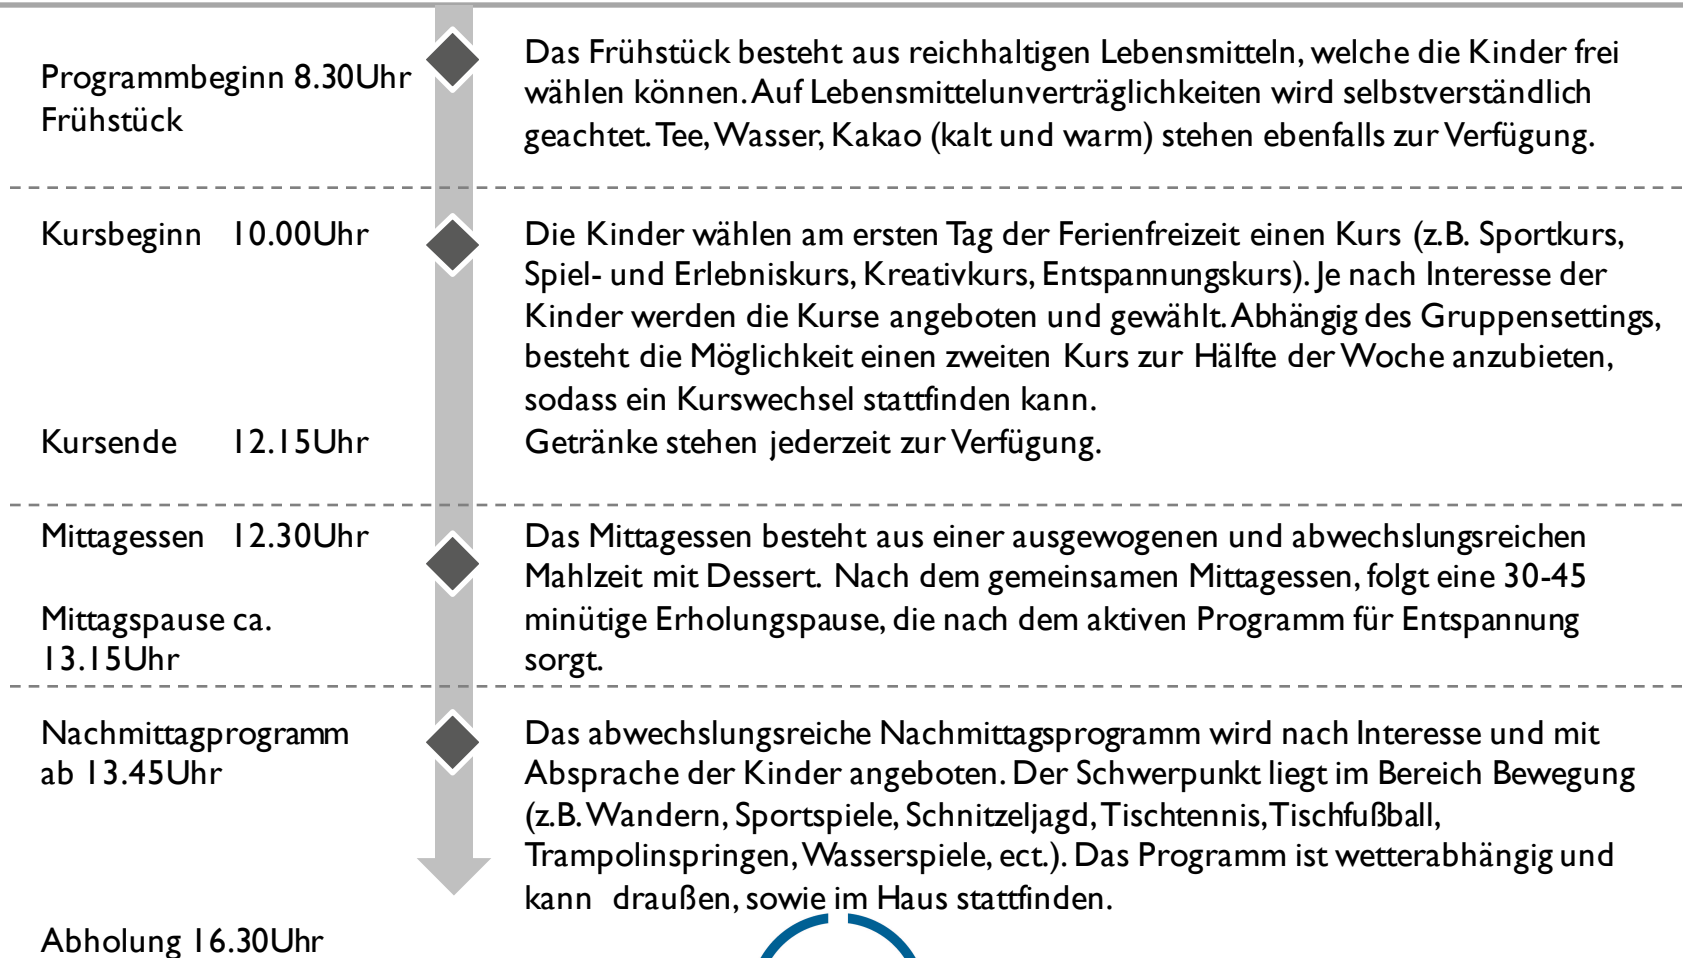 Programmbeginn 8.30Uhr
Frühstück
Das Frühstück besteht aus reichhaltigen Lebensmitteln, welche die Kinder frei
wählen können. Auf Lebensmittelunverträglichkeiten wird selbstverständlich
geachtet. Tee, Wasser, Kakao (kalt und warm) stehen ebenfalls zur Verfügung.
Kursbeginn 10.00Uhr
Die Kinder wählen am ersten Tag der Ferienfreizeit einen Kurs (z.B. Sportkurs,
Spiel- und Erlebniskurs, Kreativkurs, Entspannungskurs). Je nach Interesse der
Kinder werden die Kurse angeboten und gewählt. Abhängig des Gruppensettings,
besteht die Möglichkeit einen zweiten Kurs zur Hälfte der Woche anzubieten,
sodass ein Kurswechsel stattfinden kann.
Kursende 12.15Uhr
Getränke stehen jederzeit zur Verfügung.
Mittagessen 12.30Uhr
Mittagspause ca.
13.15Uhr
Das Mittagessen besteht aus einer ausgewogenen und abwechslungsreichen
Mahlzeit mit Dessert. Nach dem gemeinsamen Mittagessen, folgt eine 30-45
minütige Erholungspause, die nach dem aktiven Programm für Entspannung
sorgt.
Nachmittagprogramm
ab 13.45Uhr
Das abwechslungsreiche Nachmittagsprogramm wird nach Interesse und mit
Absprache der Kinder angeboten. Der Schwerpunkt liegt im Bereich Bewegung
(z.B. Wandern, Sportspiele, Schnitzeljagd, Tischtennis, Tischfußball,
Trampolinspringen, Wasserspiele, ect.). Das Programm ist wetterabhängig und
kann draußen, sowie im Haus stattfinden.
Abholung 16.30Uhr